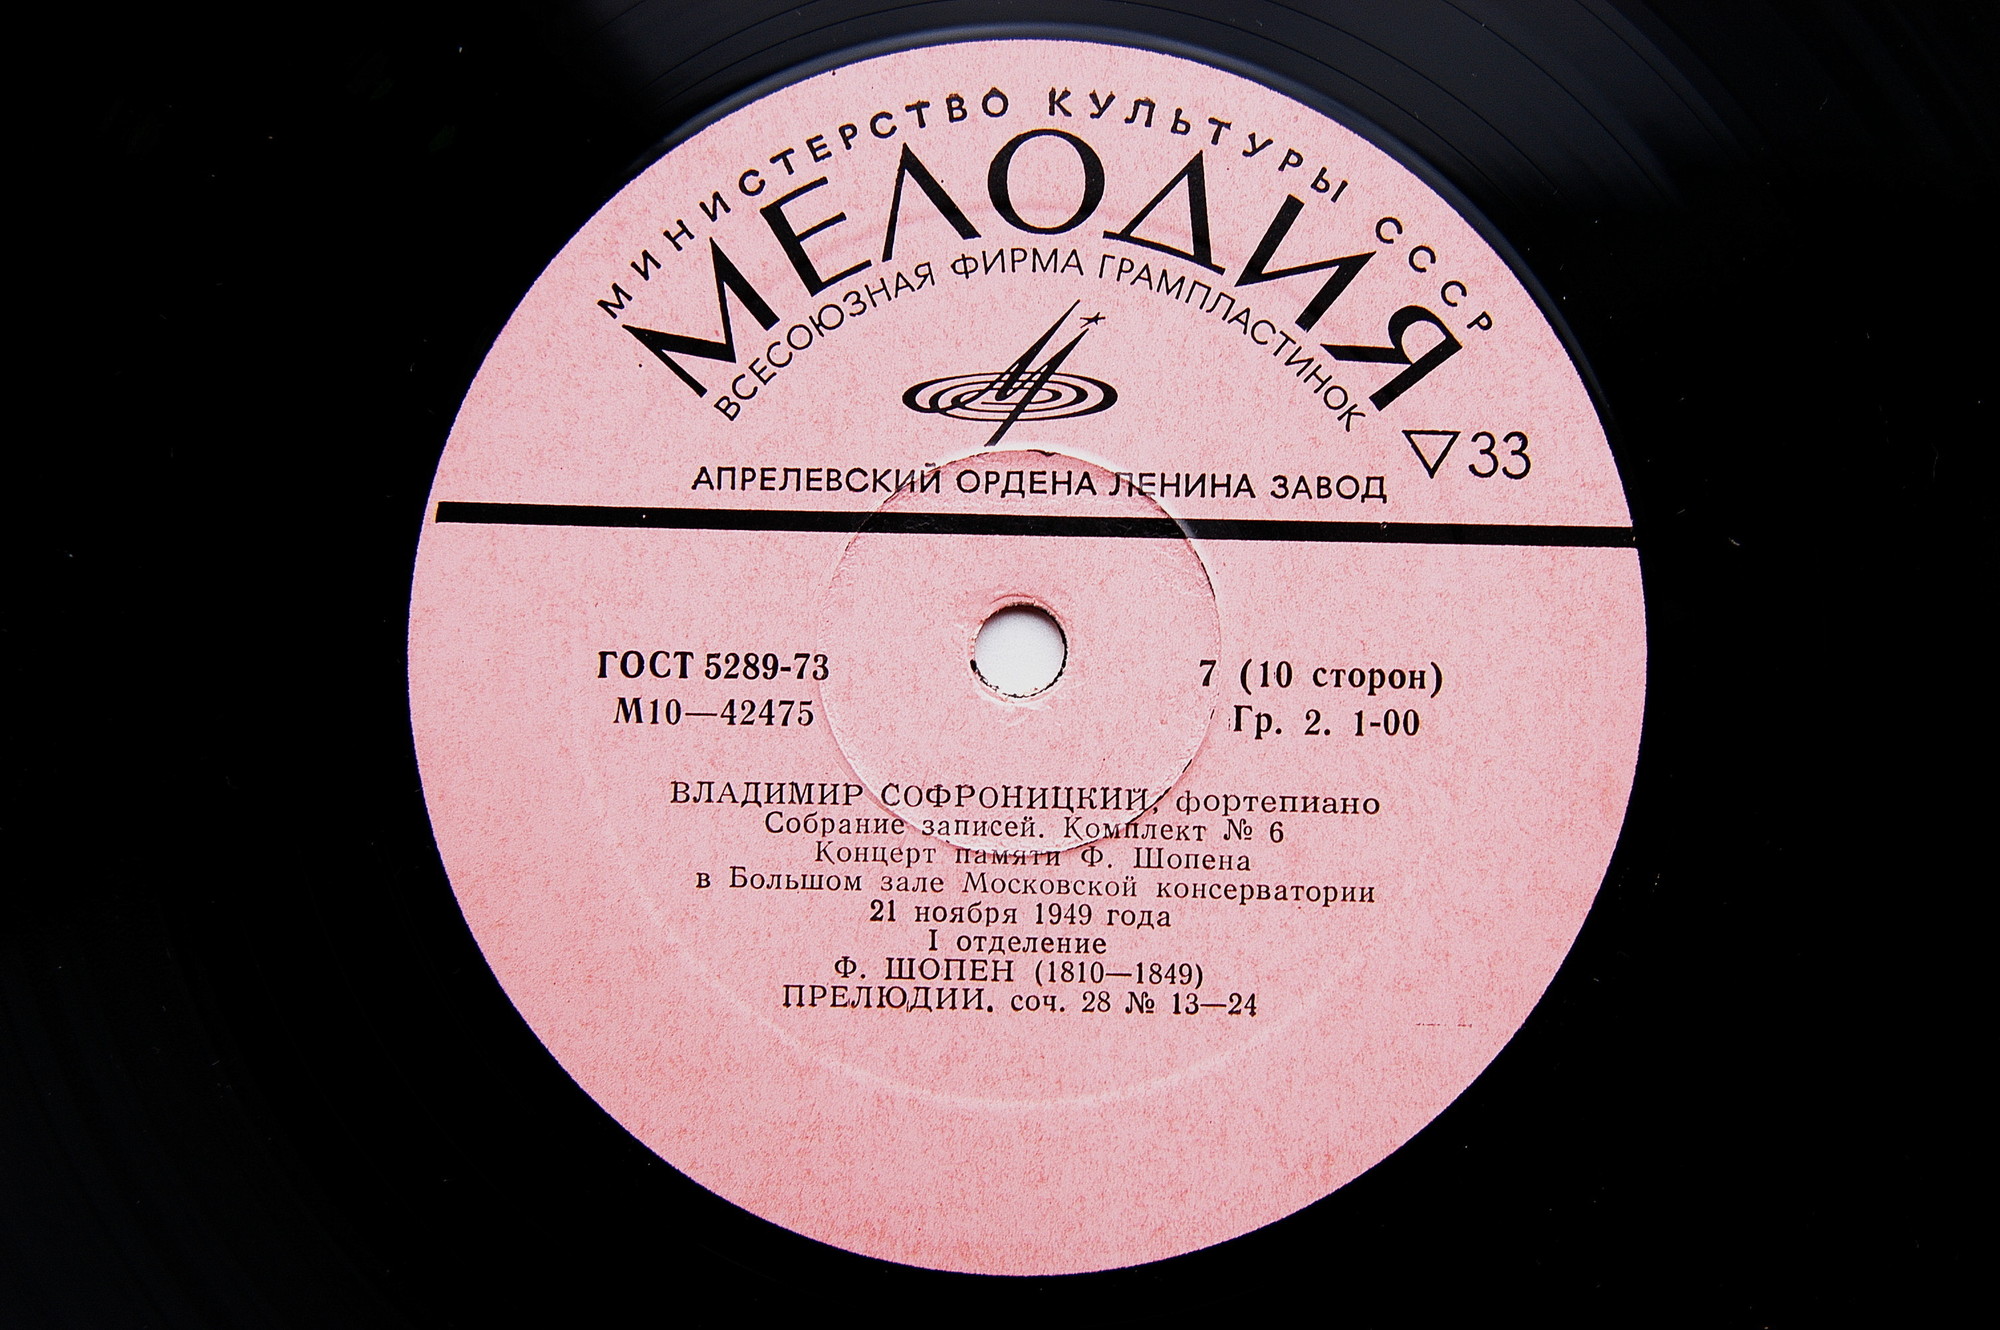 МИНИСТЕРСТВО КУЛЬТУРЫ СССР
МЕЛОДИЯ
ВСЕСОЮЗНАЯ ФИРМА ГРАМПЛАСТИНОК
▽33
АПРЕЛЕВСКИЙ ОРДЕНА ЛЕНИНА ЗАВОД
ГОСТ 5289-73
М10—42475
7 (10 сторон)
Гр. 2. 1-00
ВЛАДИМИР СОФРОНИЦКИЙ, фортепиано
Собрание записей. Комплект № 6
Концерт памяти Ф. Шопена
в Большом зале Московской консерватории
21 ноября 1949 года
I отделение
Ф. ШОПЕН (1810—1849)
ПРЕЛЮДИИ. соч. 28 № 13—24